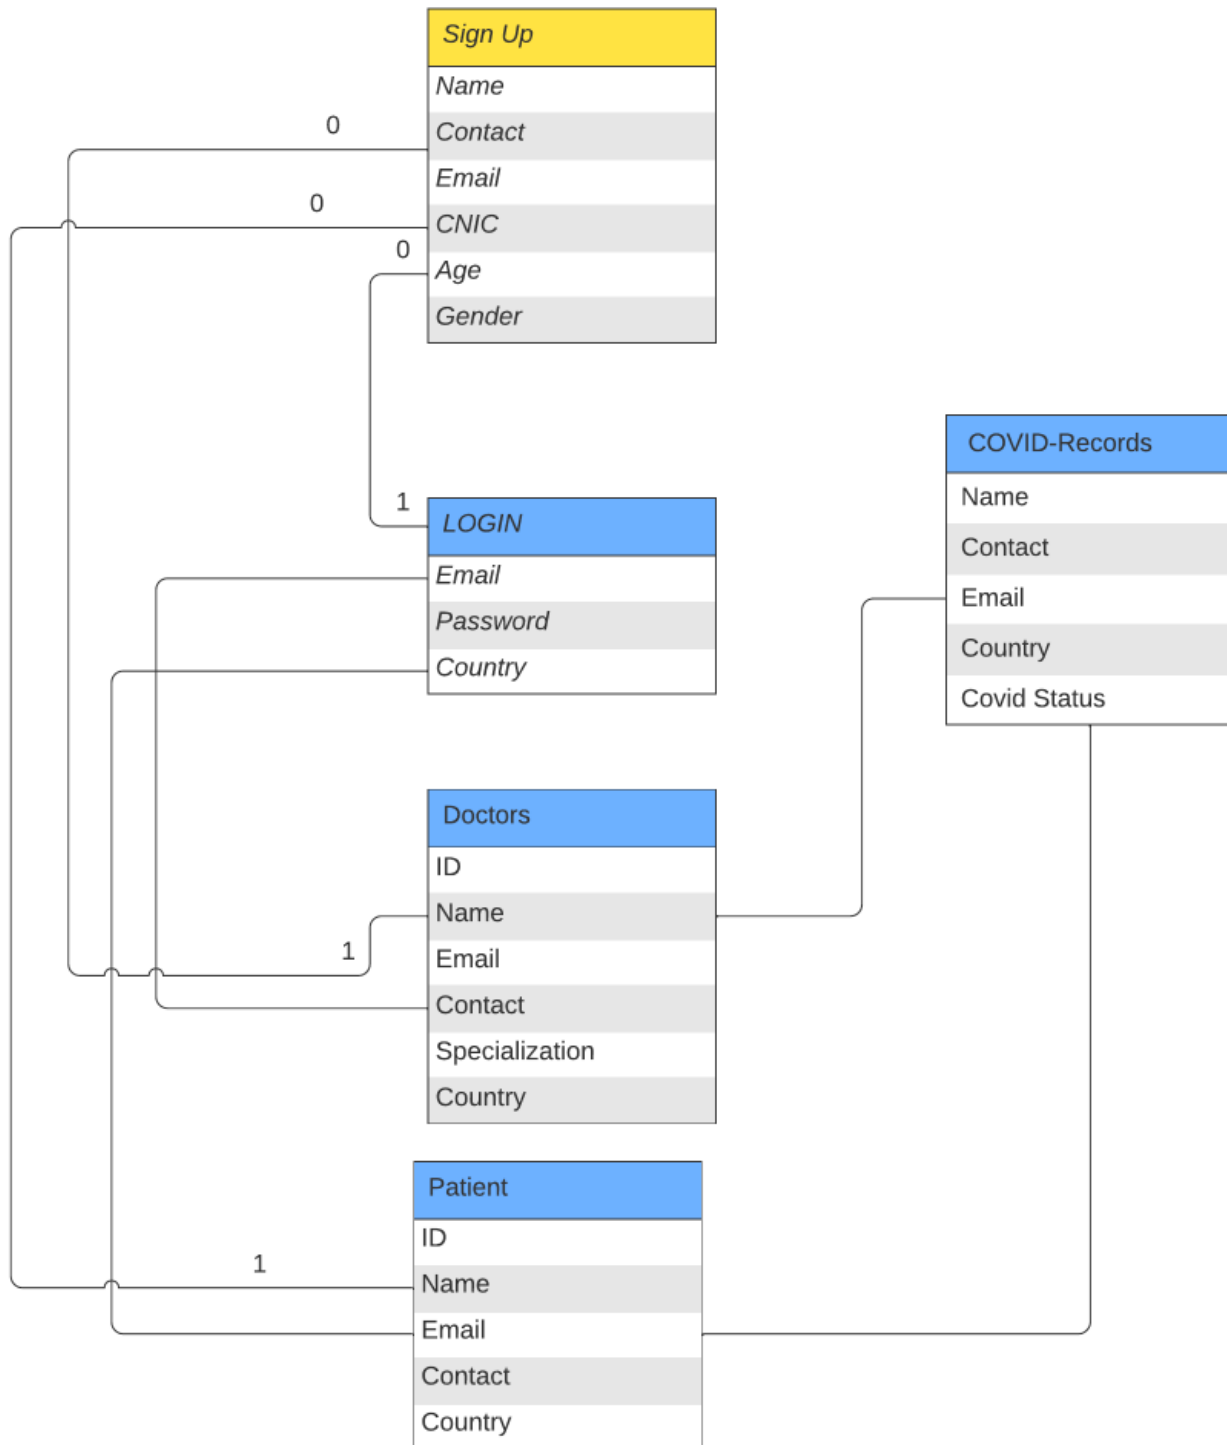 Sign Up
Name
Contact
Email
CNIC
Age
Gender
0
0
0
1
LOGIN
Email
Password
Country
COVID-Records
Name
Contact
Email
Country
Covid Status
Doctors
ID
Name
Email
Contact
Specialization
Country
1
Patient
ID
Name
Email
Contact
Country
1